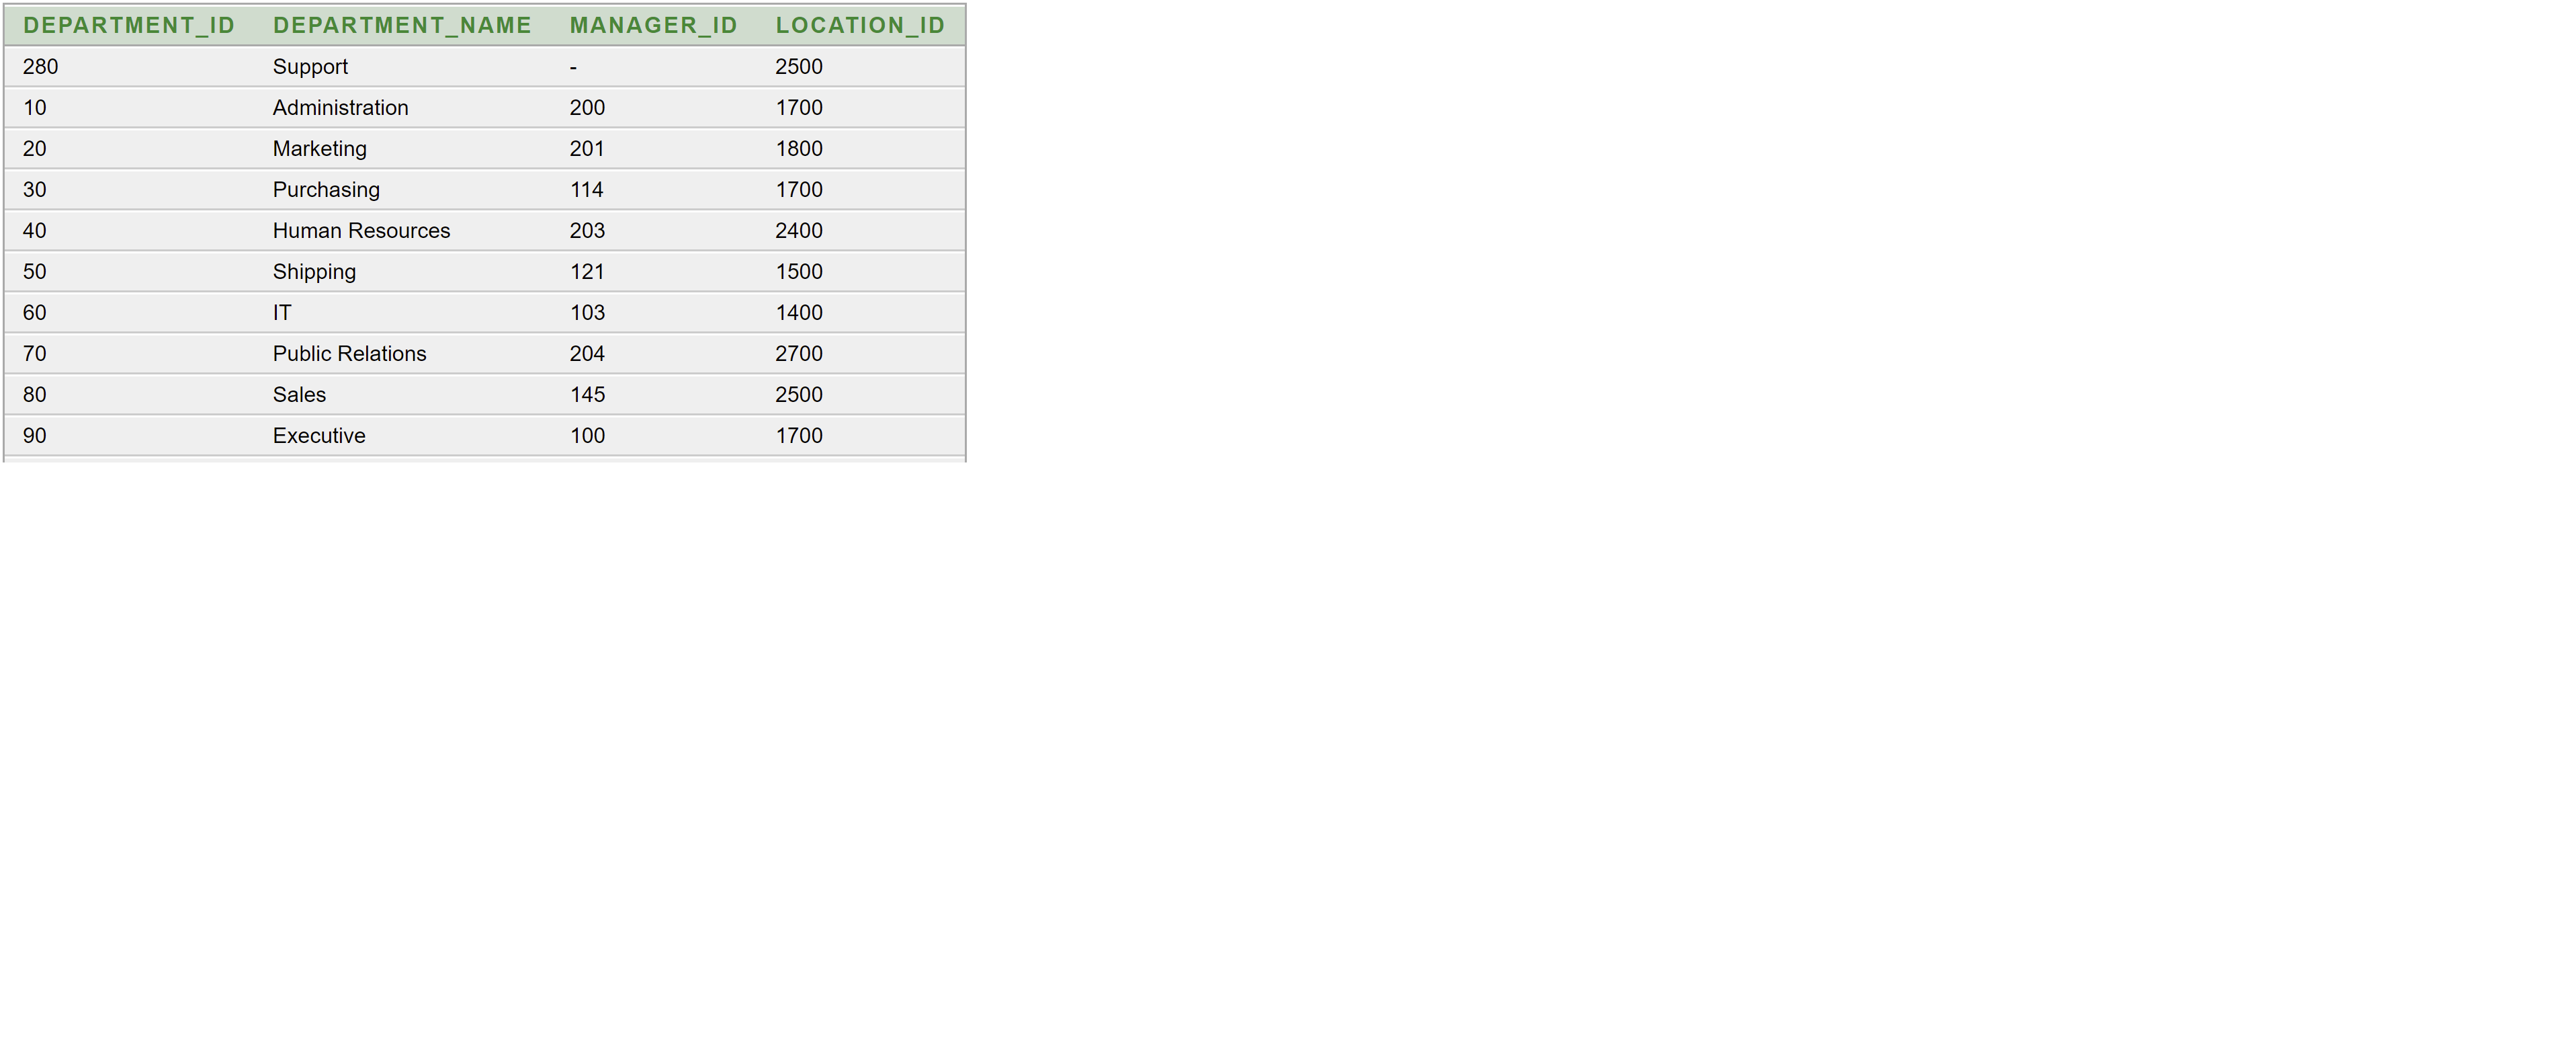 DEPARTMENT_ID DEPARTMENT_NAME MANAGER_ID LOCATION_ID
280 Support - 2500
10 Administration 200 1700
20 Marketing 201 1800
30 Purchasing 114 1700
40 Human Resources 203 2400
50 Shipping 121 1500
60 IT 103 1400
70 Public Relations 204 2700
80 Sales 145 2500
90 Executive 100 1700